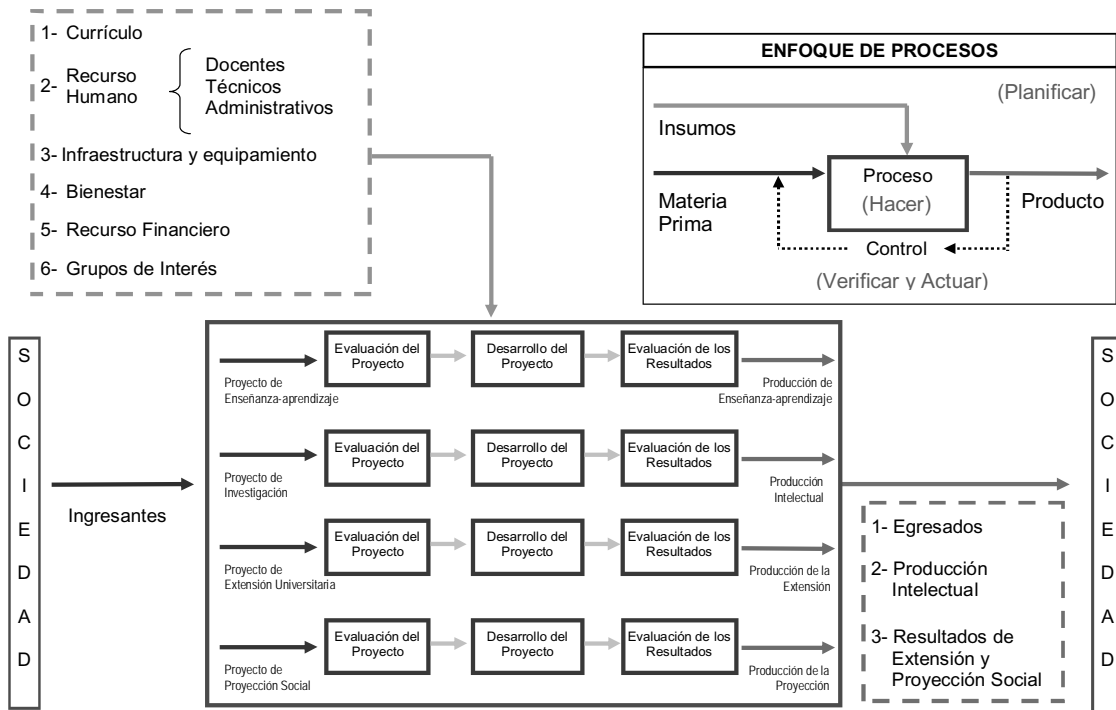 1- Currículo
2- Recurso
Humano
Docentes
Técnicos
Administrativos
3- Infraestructura y equipamiento
4- Bienestar
5- Recurso Financiero
6- Grupos de Interés
ENFOQUE DE PROCESOS
(Planificar)
Insumos
Materia
Prima
Proceso
(Hacer)
Producto
Control
(Verificar y Actuar)
S
O
C
I
E
D
A
D
Ingresantes
Proyecto de
Enseñanza-aprendizaje
Evaluación del
Proyecto
Desarrollo del
Proyecto
Evaluación de los
Resultados
Producción de
Enseñanza-aprendizaje
Proyecto de
Investigación
Evaluación del
Proyecto
Desarrollo del
Proyecto
Evaluación de los
Resultados
Producción
Intelectual
Proyecto de
Extensión Universitaria
Evaluación del
Proyecto
Desarrollo del
Proyecto
Evaluación de los
Resultados
Producción de la
Extensión
Proyecto de
Proyección Social
Evaluación del
Proyecto
Desarrollo del
Proyecto
Evaluación de los
Resultados
Producción de la
Proyección
1- Egresados
2- Producción
Intelectual
3- Resultados de
Extensión y
Proyección Social
S
O
C
I
E
D
A
D